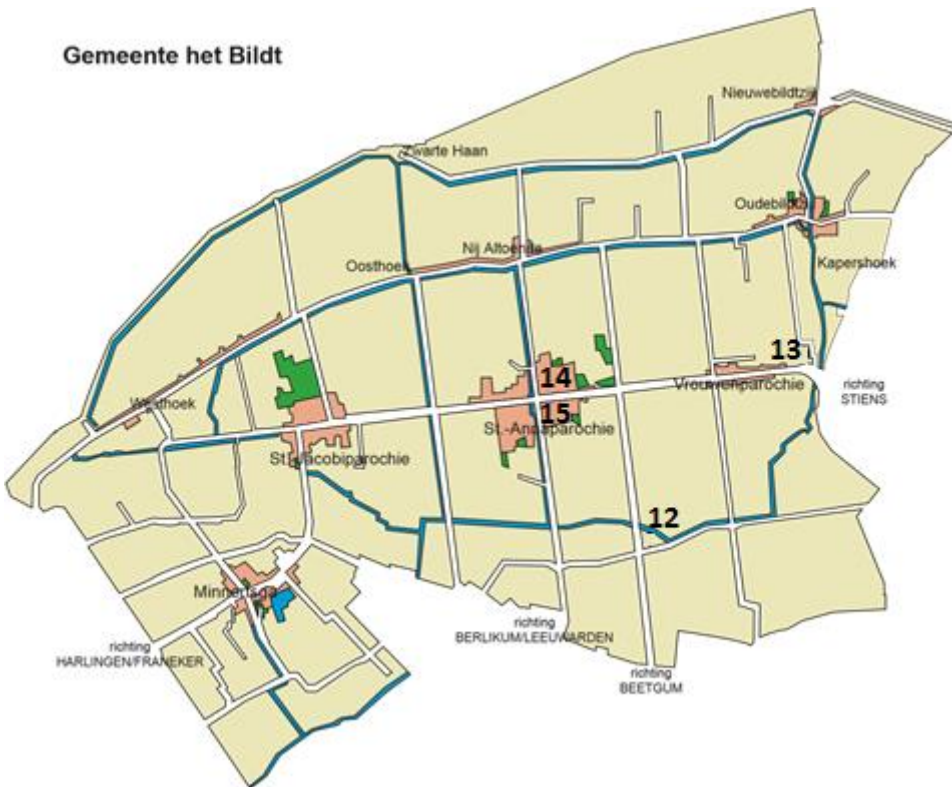 Gemeente het Bildt
Nieuwebildtzijl
Zwarte Haan
Oudebildtzijl
Nij Altoenae
Oosthoek
Kapershoek
13
14
Vrouwenparochie
richting
STIENS
Westhoek
15
St.-Annaparochie
St.-Jacobiparochie
12
Minnertsga
richting
BERLIKUM/LEEUWARDEN
richting
HARLINGEN/FRANEKER
richting
BEETGUM